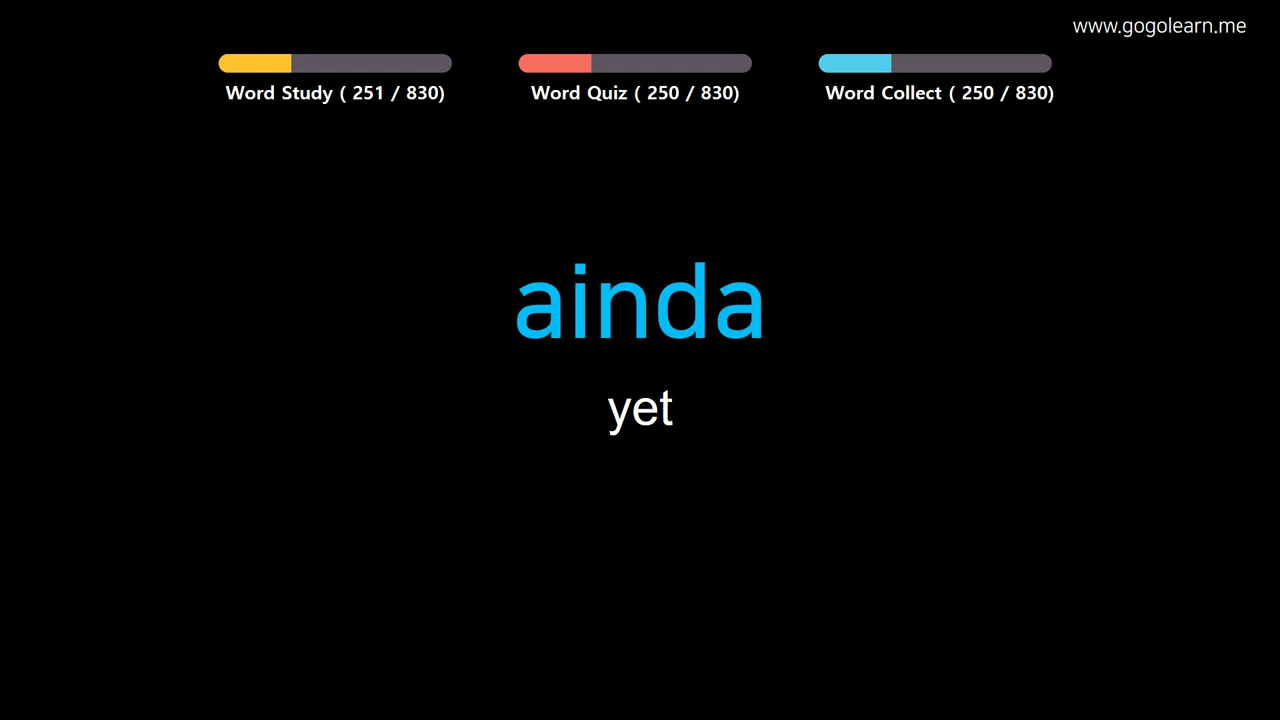 www.gogolearn.me
Word Study ( 251 / 830)
Word Quiz ( 250 / 830)
Word Collect ( 250 / 830)
ainda
yet